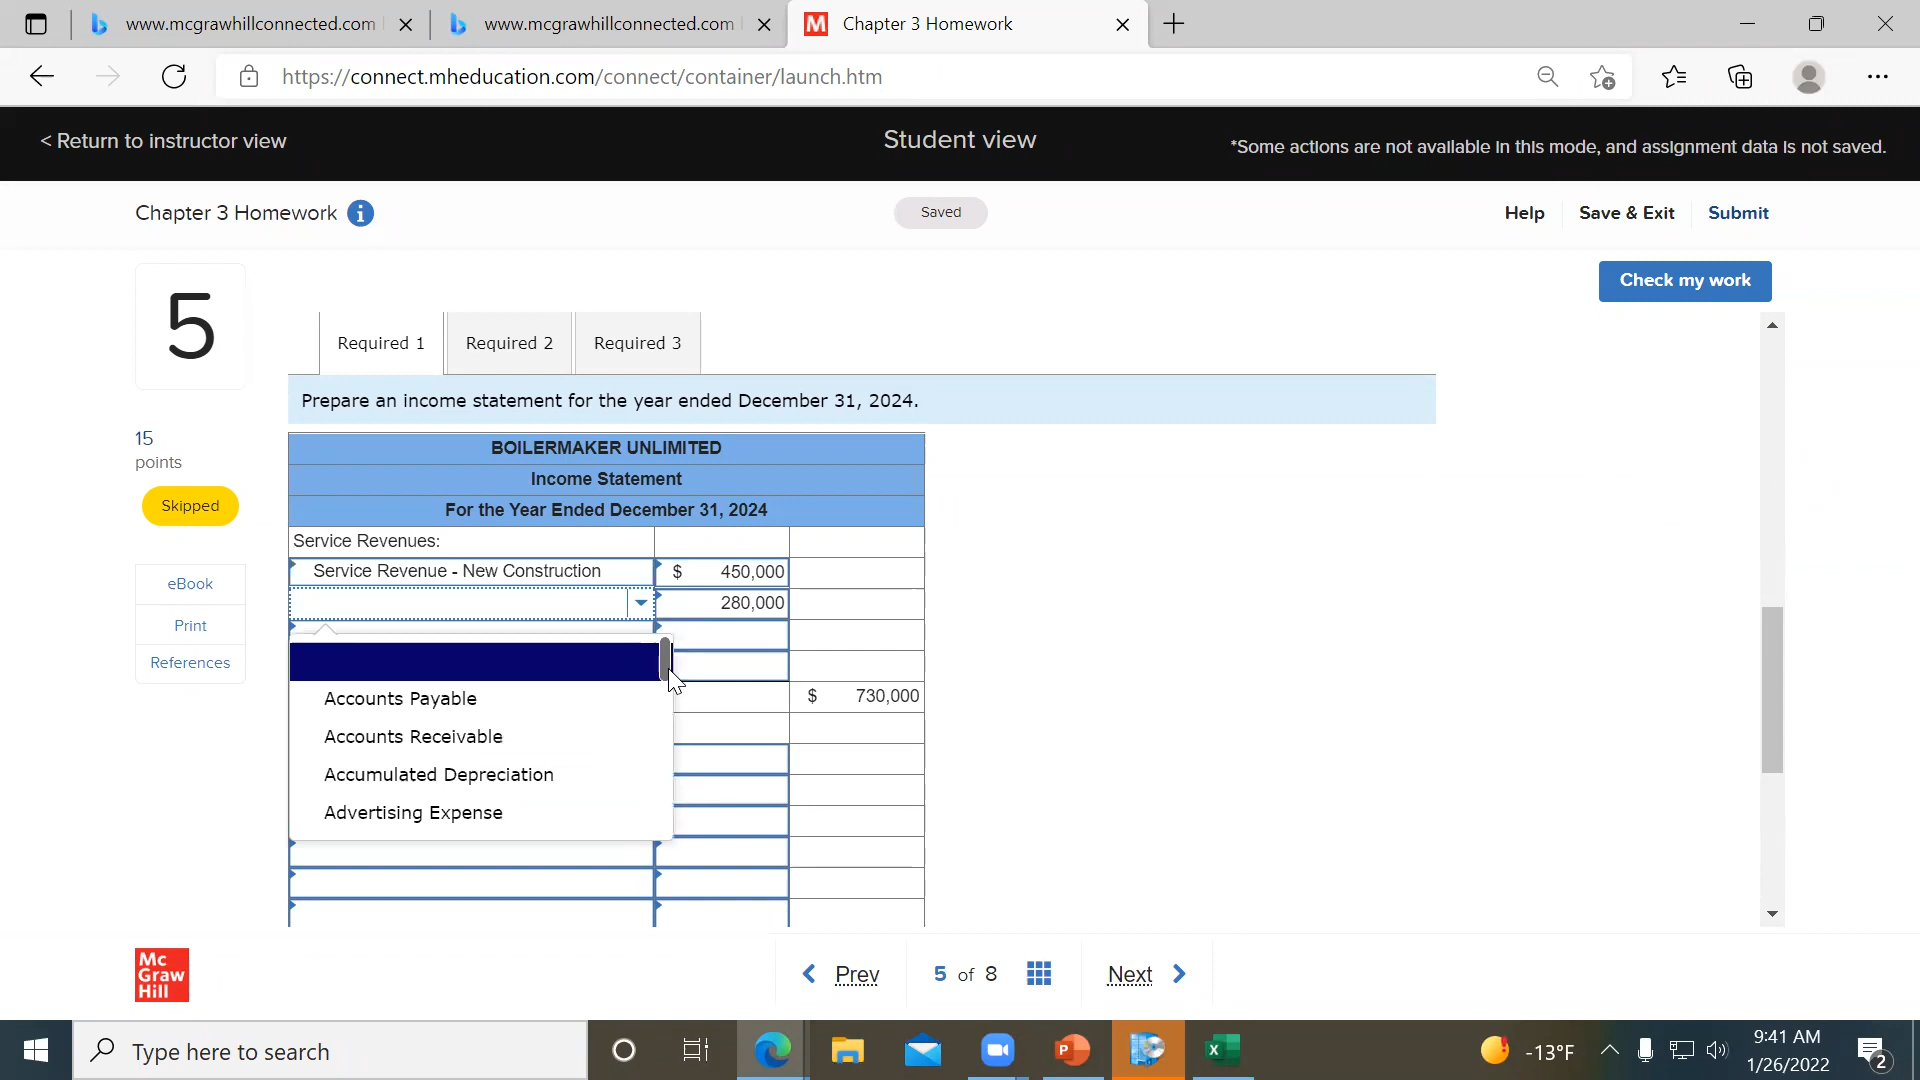 www.mcgrawhillconnected.com
www.mcgrawhillconnected.com
M Chapter 3 Homework
https://connect.mheducation.com/connect/container/launch.htm
< Return to instructor view
Student view
*Some actions are not available in this mode, and assignment data is not saved.
Chapter 3 Homework i
Saved
Help
Save & Exit
Submit
5
Check my work
Required 1
Required 2
Required 3
Prepare an income statement for the year ended December 31, 2024.
15
points
Skipped
eBook
Print
References
BOILERMAKER UNLIMITED
Income Statement
For the Year Ended December 31, 2024
Service Revenues:
Service Revenue - New Construction $ 450,000
280,000
Accounts Payable
$ 730,000
Accounts Receivable
Accumulated Depreciation
Advertising Expense
Mc
Graw
Hill
Prev
5 of 8
Next
Type here to search
P
X
-13°F
9:41 AM
1/26/2022
2